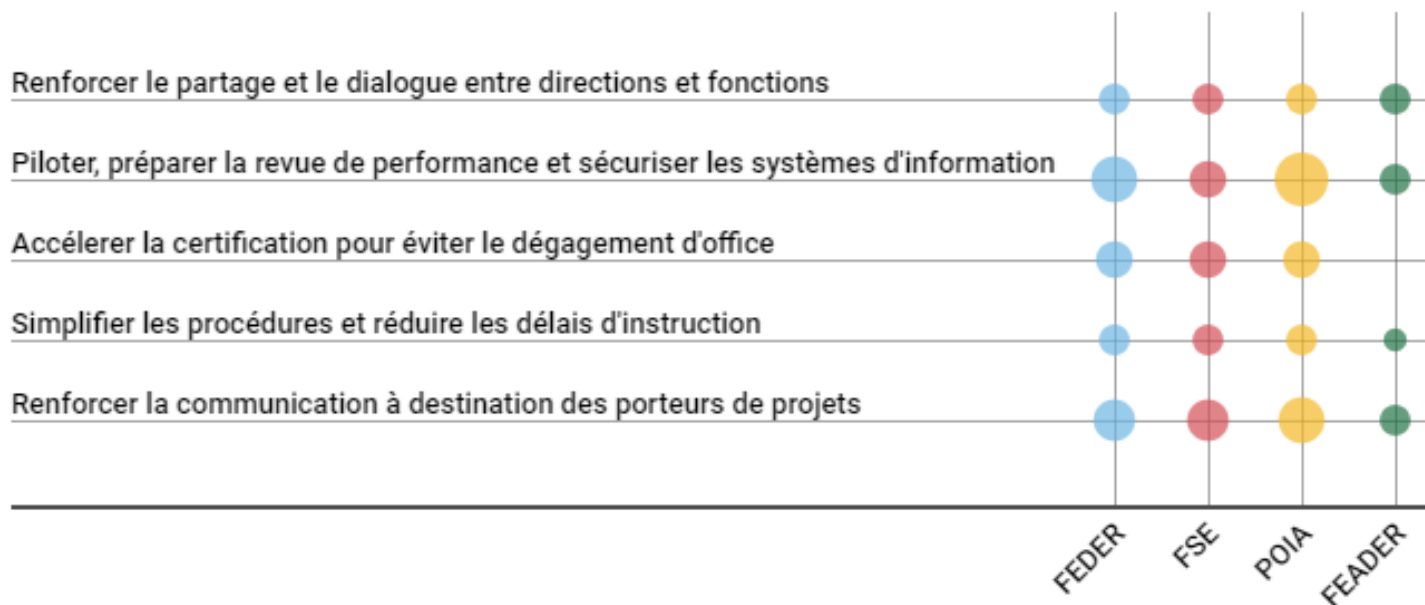 Renforcer le partage et le dialogue entre directions et fonctions
Piloter, préparer la revue de performance et sécuriser les systèmes d'information
Accélerer la certification pour éviter le dégagement d'office
Simplifier les procédures et réduire les délais d'instruction
Renforcer la communication à destination des porteurs de projets
FEDER
FSE
POIA
FEADER